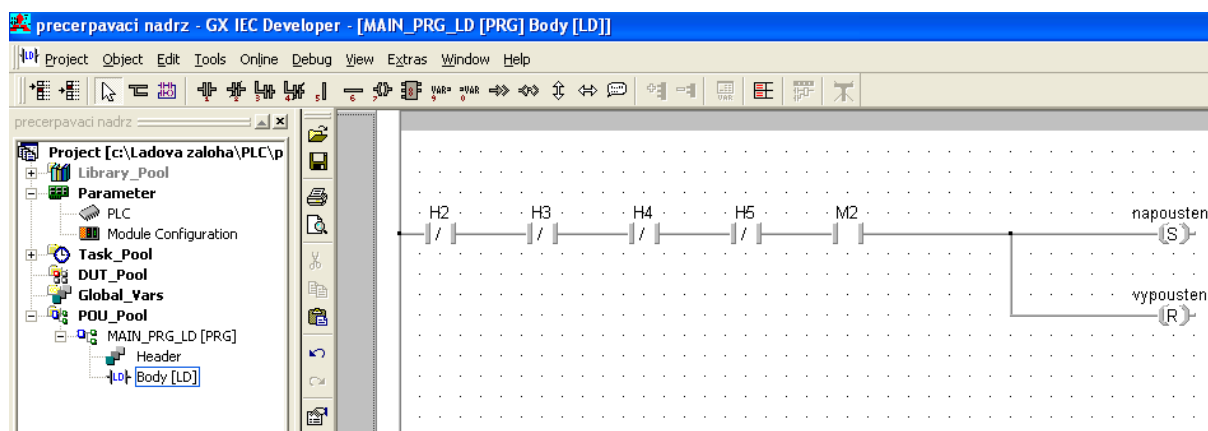 precerpavaci nadrz - GX IEC Developer - [MAIN_PRG_LD [PRG] Body [LD]]
Project Object Edit Tools Online Debug View Extras Window Help
precerpavaci nadrz
Project [c:\Ladova zaloha\PLC\p
Library_Pool
Parameter
PLC
Module Configuration
Task_Pool
DUT_Pool
Global_Vars
POU_Pool
MAIN_PRG_LD [PRG]
Header
Body [LD]
H2 H3 H4 H5 M2 napousten
S
vypousten
R